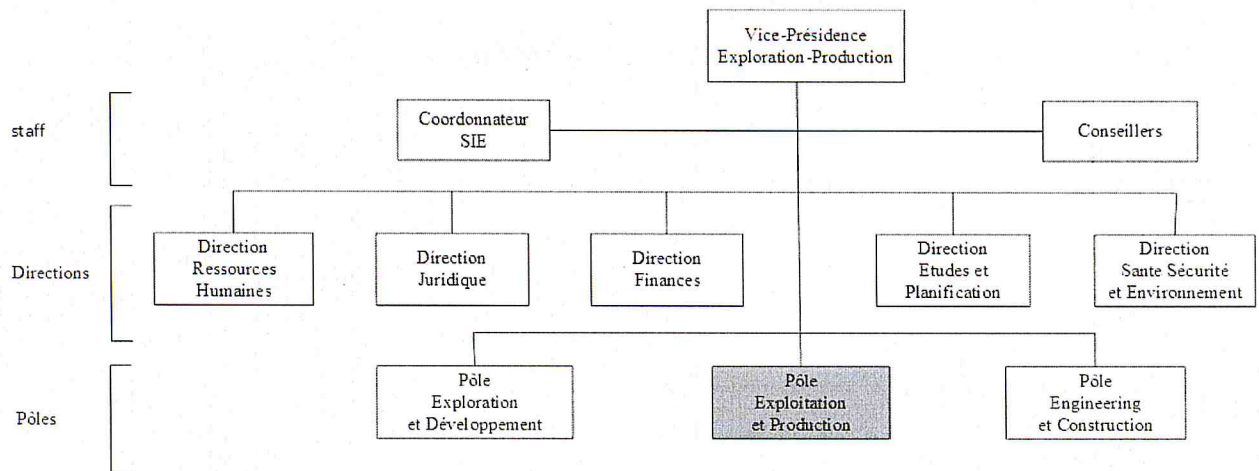 Vice-Présidence
Exploration-Production
staff
Coordonnateur
SIE
Conseillers
Directions
Direction
Ressources
Humaines
Direction
Juridique
Direction
Finances
Direction
Etudes et
Planification
Direction
Sante Sécurité
et Environnement
Pôles
Pôle
Exploration
et Développement
Pôle
Exploitation
et Production
Pôle
Engineering
et Construction